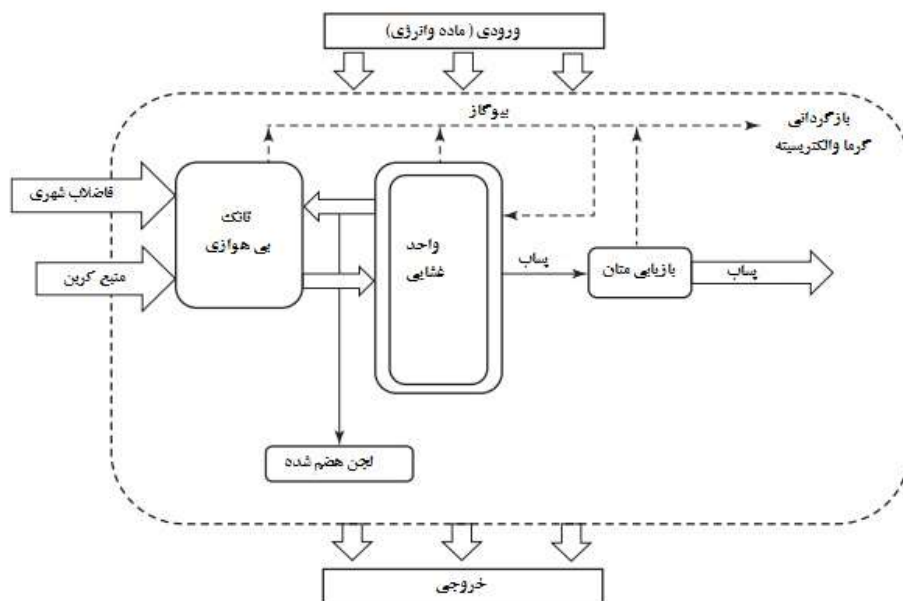 ورودی ( ماده وانرژی)
بیوگاز
بازگردانی
گرما والکتریسیته
فاضلاب شهری
تانک
بی هوازی
واحد
غشایی
منبع کربن
پساب
بازیابی متان
پساب
لجن هضم شده
خروجی